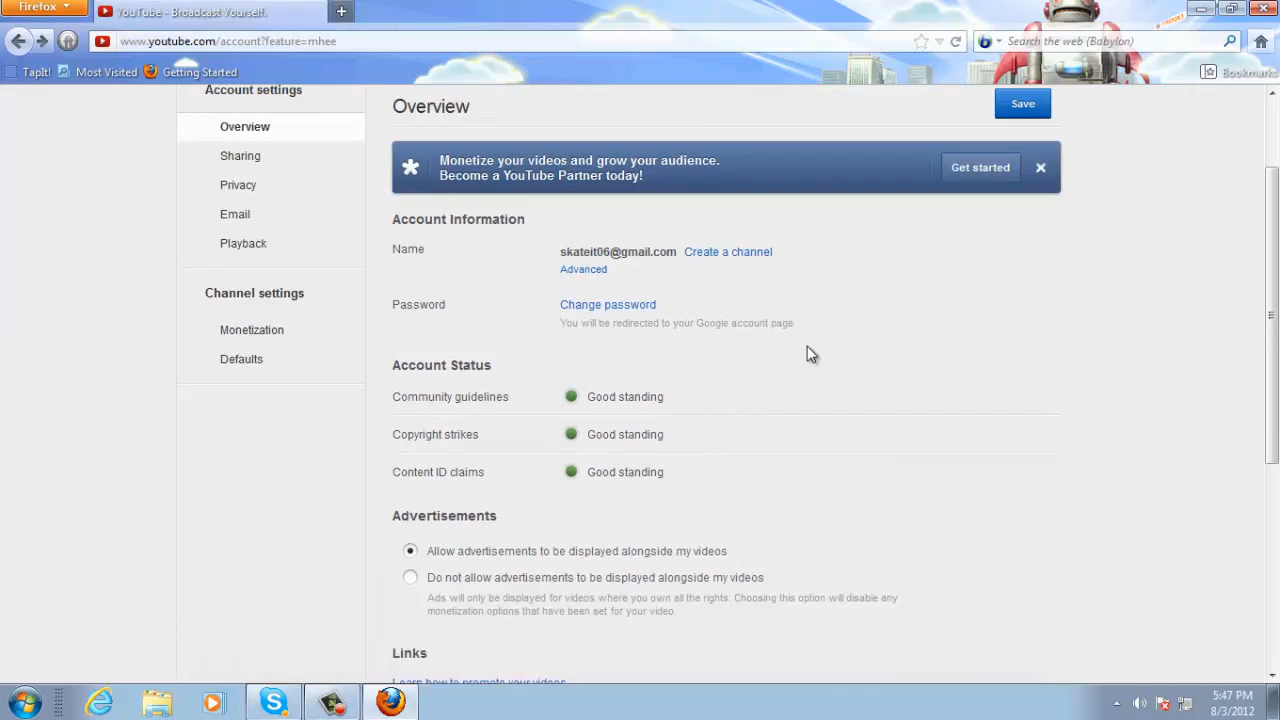 Firefox
YouTube - Broadcast Yourself.
www.youtube.com/account?feature=mhee
Search the web (Babylon)
TapIt!
Most Visited
Getting Started
Bookmarks
Account settings
Overview
Sharing
Privacy
Email
Playback
Channel settings
Monetization
Defaults
Overview
Save
Monetize your videos and grow your audience.
Become a YouTube Partner today!
Get started
Account Information
Name
skateit06@gmail.com Create a channel
Advanced
Password
Change password
You will be redirected to your Google account page
Account Status
Community guidelines
Good standing
Copyright strikes
Good standing
Content ID claims
Good standing
Advertisements
Allow advertisements to be displayed alongside my videos
Do not allow advertisements to be displayed alongside my videos
Ads will only be displayed for videos where you own all the rights. Choosing this option will disable any
monetization options that have been set for your video.
Links
Learn how to promote your videos
5:47 PM
8/3/2012